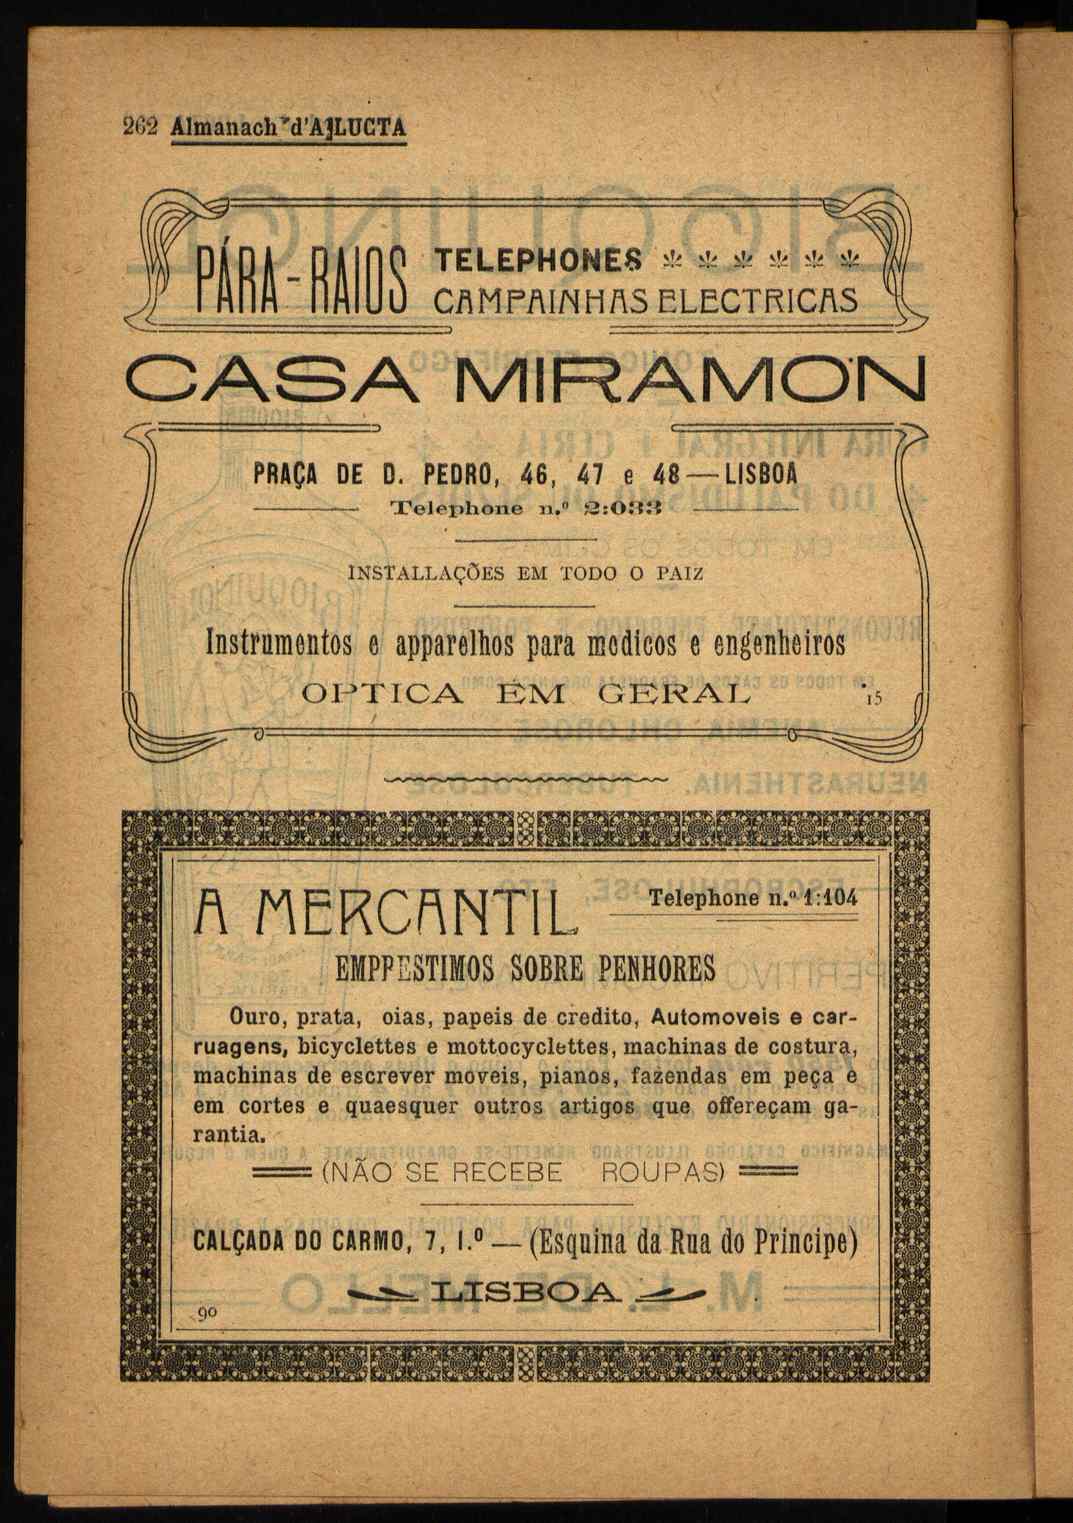 262 Almanach d'A LUCTA
PÁRA-RAIOS
TELEPHONES
CAMPAINHAS ELECTRICAS
CASA MIRAMON
PRAÇA DE D. PEDRO, 46, 47 e 48—LISBOA
Telephone n.º 2:033
INSTALLAÇÕES EM TODO O PAIZ
Instrumentos e apparelhos para medicos e engenheiros
OPTICA EM GERAL
15
A MERCANTIL
Telephone n.º 1:104
EMPPESTIMOS SOBRE PENHORES
Ouro, prata, oias, papeis de credito, Automoveis e car-
ruagens, bicyclettes e mottocyclettes, machinas de costura,
machinas de escrever moveis, pianos, fazendas em peça e
em cortes e quaesquer outros artigos que offereçam ga-
rantia.
(NÃO SE RECEBE ROUPAS)
CALÇADA DO CARMO, 7, 1.º — (Esquina da Rua do Principe)
LISBOA
90